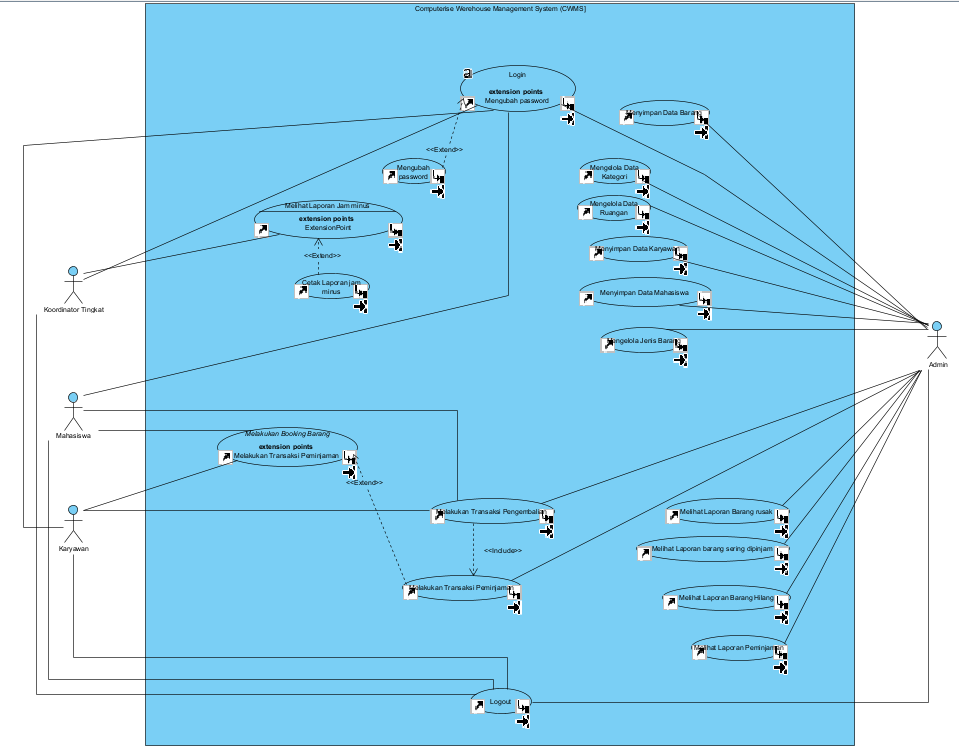 Computerise Werehouse Management System (CWMS]
Login
extension points
Mengubah password
Menyimpan Data Barang
<<Extend>>
Mengubah
password
Mengelola Data
Kategori
Melihat Laporan Jam minus
extension points
ExtensionPoint
Mengelola Data
Ruangan
<<Extend>>
Menyimpan Data Karyawan
Cetak Laporan jam
minus
Menyimpan Data Mahasiswa
Koordinator Tingkat
Mengelola Jenis Barang
Admin
Mahasiswa
Melakukan Booking Barang
extension points
Melakukan Transaksi Peminjaman
<<Extend>>
Melakukan Transaksi Pengembalian
Melihat Laporan Barang rusak
Karyawan
<<Include>>
Melihat Laporan barang sering dipinjam
Melakukan Transaksi Peminjaman
Melihat Laporan Barang Hilang
Melihat Laporan Peminjaman
Logout